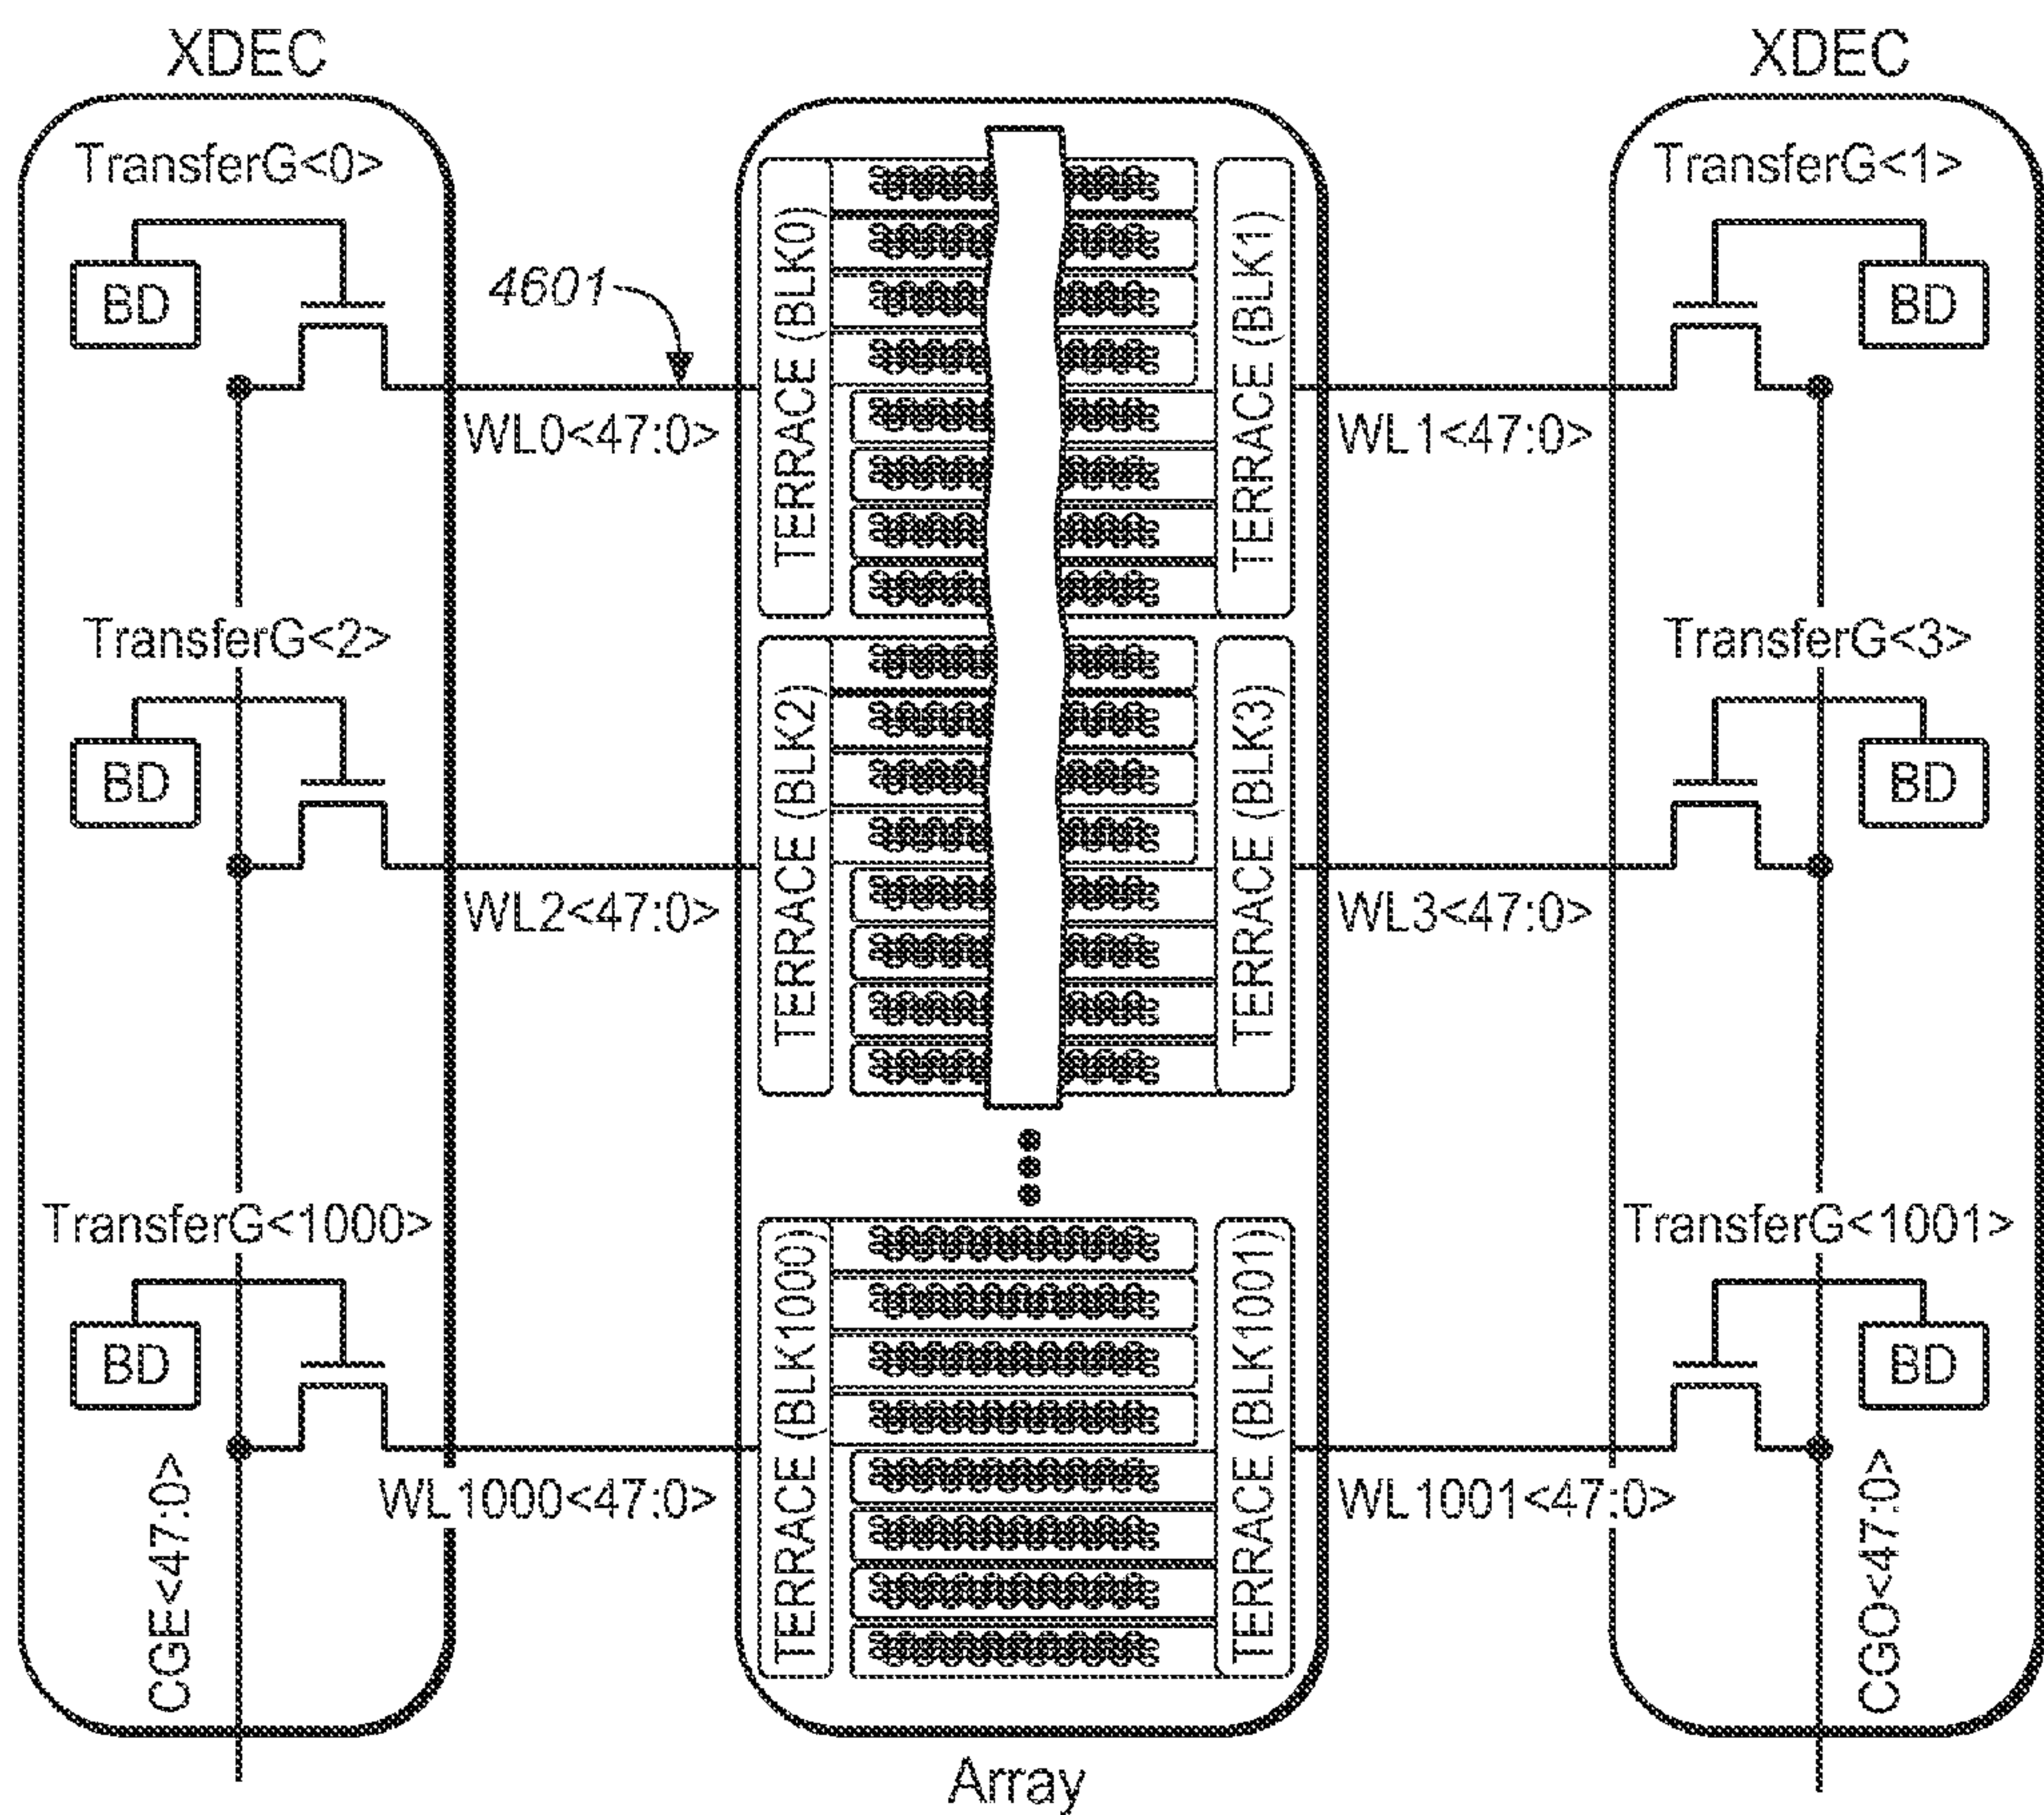 XDEC
XDEC
TransferG<0>
TransferG<1>
BD
4601
TERRACE (BLK0)
TERRACE (BLK1)
BD
WL0<47:0>
WL1<47:0>
TransferG<2>
TransferG<3>
BD
TERRACE (BLK2)
TERRACE (BLK3)
BD
WL2<47:0>
WL3<47:0>
TransferG<1000>
TransferG<1001>
BD
TERRACE (BLK1000)
TERRACE (BLK1001)
BD
CGE<47:0>
WL1000<47:0>
WL1001<47:0>
CGO<47:0>
Array